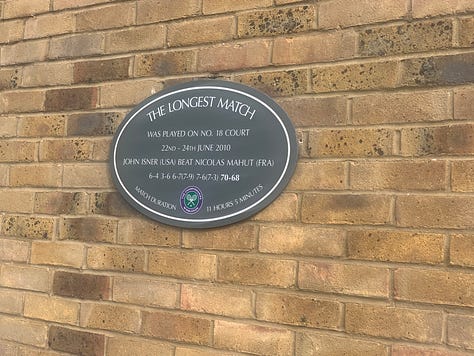 THE LONGEST MATCH
WAS PLAYED ON NO. 18 COURT
22ND - 24TH JUNE 2010
JOHN ISNER (USA) BEAT NICOLAS MAHUT (FRA)
6-4 3-6 6-7(7-9) 7-6(7-3) 70-68
MATCH DURATION
11 HOURS 5 MINUTES